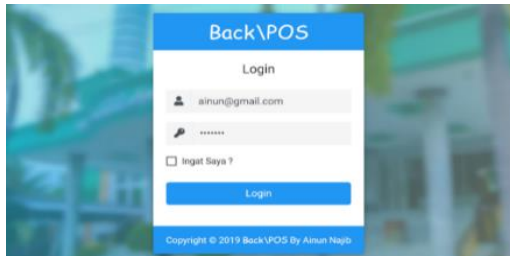 Back\POS
Login
ainun@gmail.com
•••••••
Ingat Saya ?
Login
Copyright © 2019 Back\POS By Ainun Najib